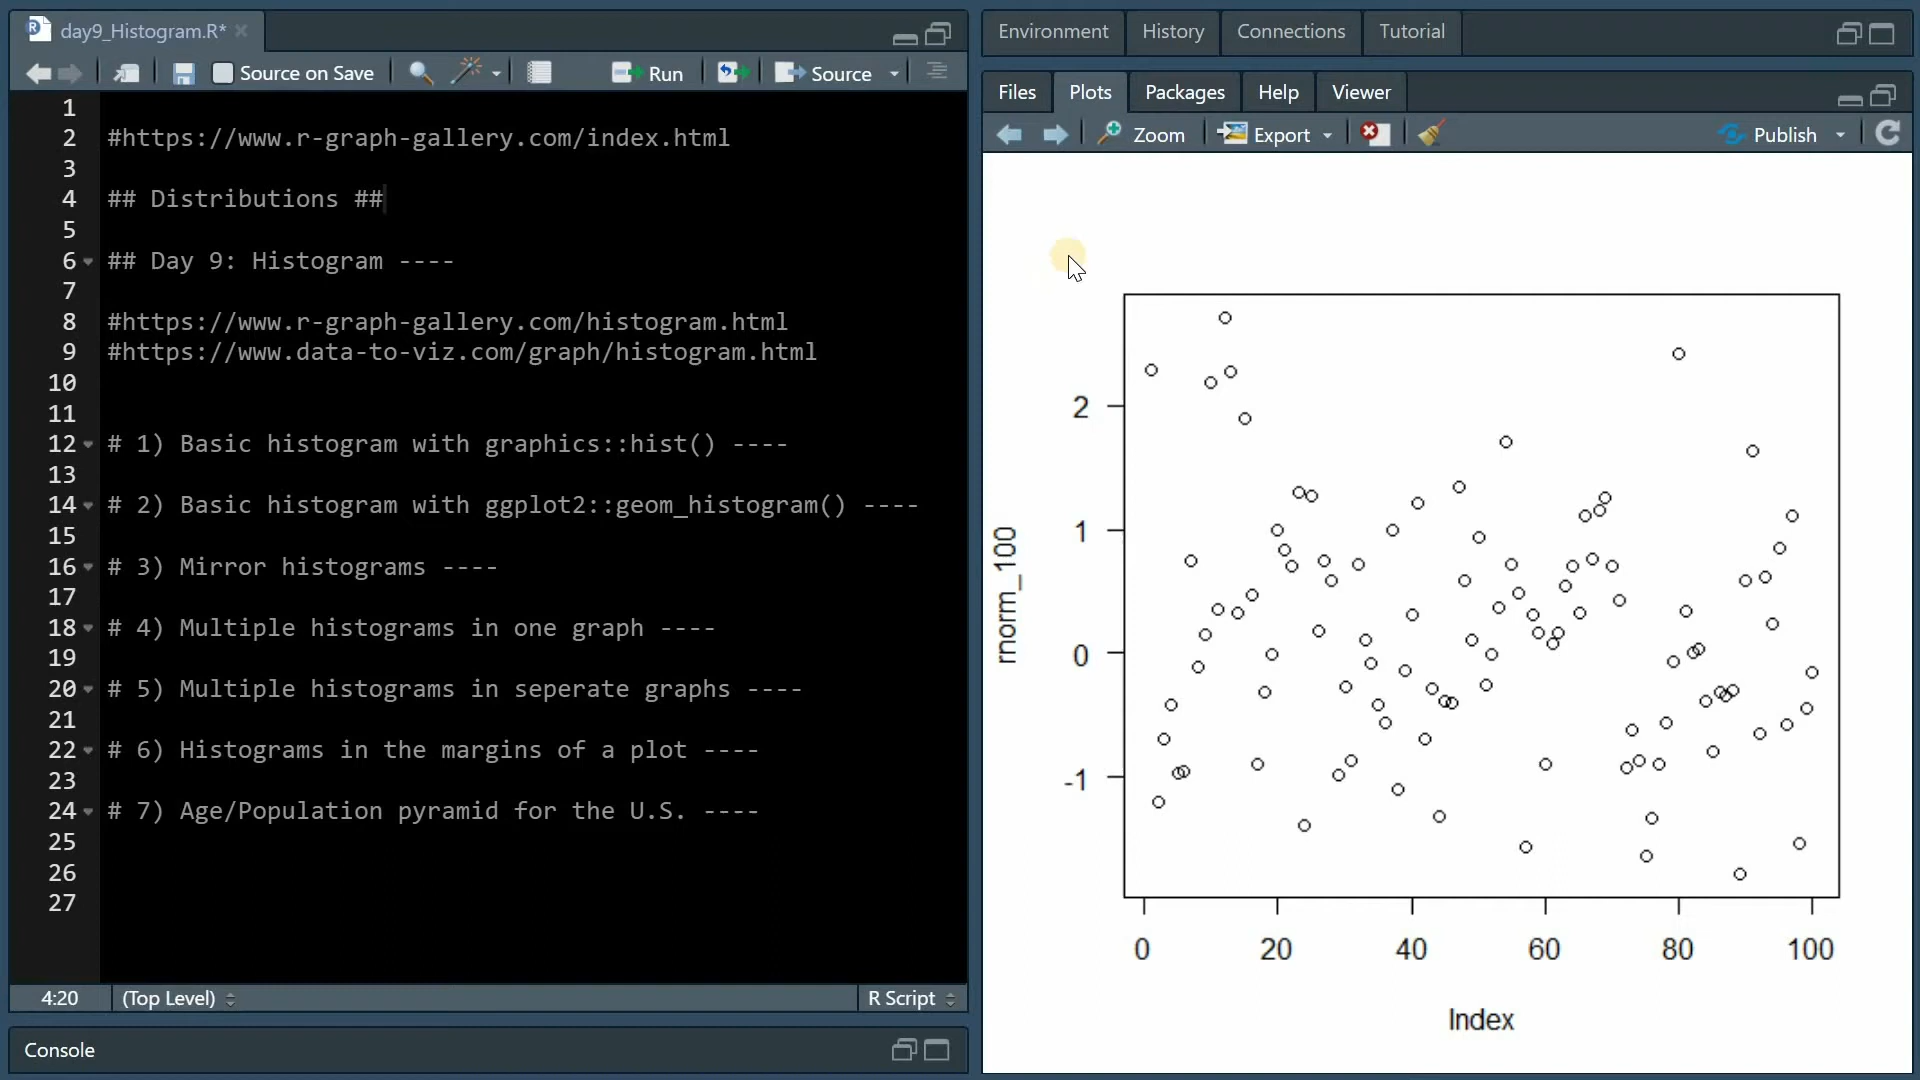 day9_Histogram.R*
Source on Save
Run
Source
1
2 #https://www.r-graph-gallery.com/index.html
3
4 ## Distributions ##
5
6 ## Day 9: Histogram ----
7
8 #https://www.r-graph-gallery.com/histogram.html
9 #https://www.data-to-viz.com/graph/histogram.html
10
11
12 # 1) Basic histogram with graphics::hist() ----
13
14 # 2) Basic histogram with ggplot2::geom_histogram() ----
15
16 # 3) Mirror histograms ----
17
18 # 4) Multiple histograms in one graph ----
19
20 # 5) Multiple histograms in seperate graphs ----
21
22 # 6) Histograms in the margins of a plot ----
23
24 # 7) Age/Population pyramid for the U.S. ----
25
26
27
4:20 (Top Level) R Script
Console
Environment History Connections Tutorial
Files Plots Packages Help Viewer
Zoom Export Publish
rnorm_100
2
1
0
-1
0 20 40 60 80 100
Index